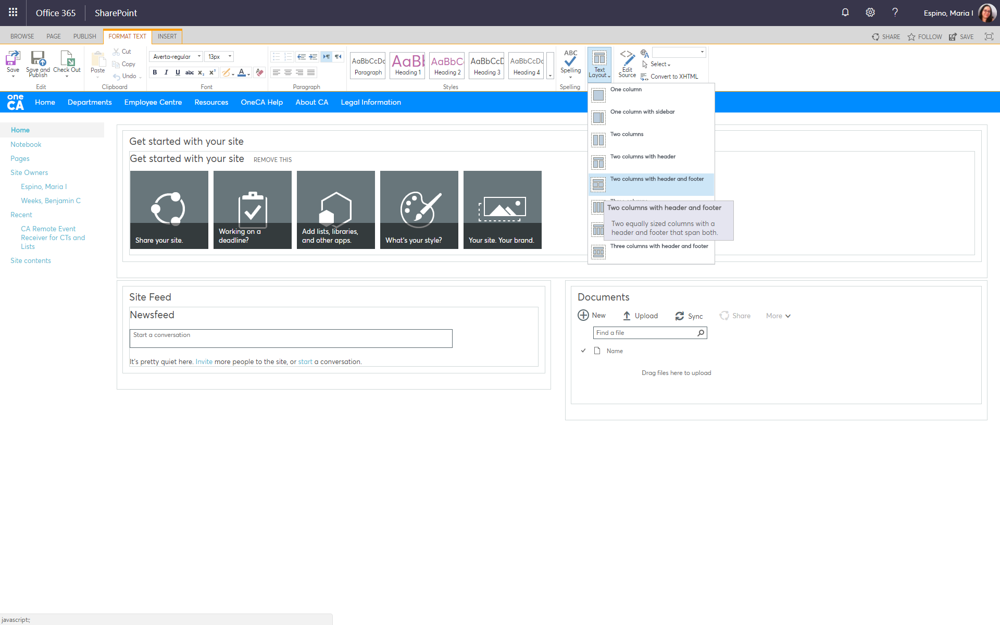 Office 365
SharePoint
Espino, Maria I
BROWSE
PAGE
PUBLISH
FORMAT TEXT
INSERT
SHARE
FOLLOW
SAVE
Save
Save and
Publish
Check Out
Edit
Paste
Cut
Copy
Undo
Clipboard
Averta-regular
13px
B
I
U
abc
x₂
x²
A
Font
Paragraph
AaBbCcDc
Paragraph
AaBb
Heading 1
AaBbC
Heading 2
AaBbCcD
Heading 3
AaBbCcDc
Heading 4
Styles
ABC
Spelling
Spelling
Text
Layout
Edit
Source
Select
Convert to XHTML
one
CA
Home
Departments
Employee Centre
Resources
OneCA Help
About CA
Legal Information
One column
One column with sidebar
Two columns
Two columns with header
Two columns with header and footer
Two columns with header and footer
Two equally sized columns with a
header and footer that span both.
Three columns with header and footer
Home
Notebook
Pages
Site Owners
Espino, Maria I
Weeks, Benjamin C
Recent
CA Remote Event
Receiver for CTs and
Lists
Site contents
Get started with your site
Get started with your site
REMOVE THIS
Share your site.
Working on a
deadline?
Add lists, libraries,
and other apps.
What's your style?
Your site. Your brand.
Site Feed
Newsfeed
Start a conversation
It's pretty quiet here. Invite more people to the site, or start a conversation.
Documents
New
Upload
Sync
Share
More
Find a file
Name
Drag files here to upload
javascript:;